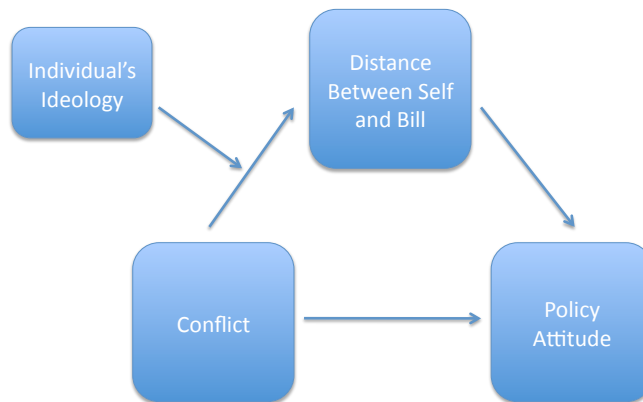 Individual's
Ideology
Distance
Between Self
and Bill
Conflict
Policy
Attitude